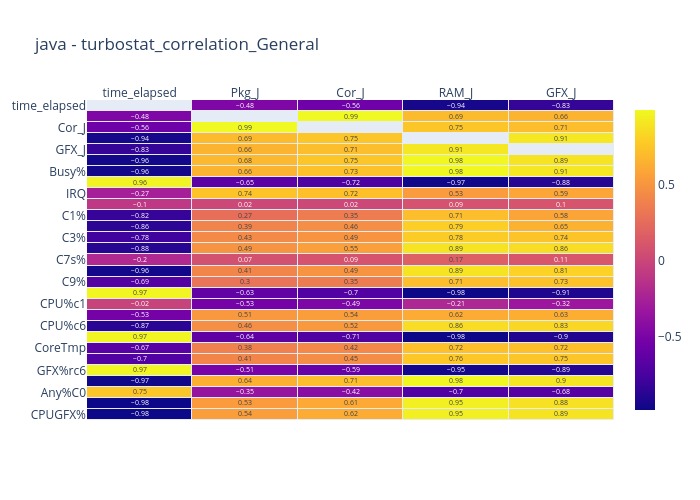 java - turbostat_correlation_General
time_elapsed Pkg_J Cor_J RAM_J GFX_J
time_elapsed −0.48 −0.56 −0.94 −0.83
−0.48 0.99 0.69 0.66
Cor_J −0.56 0.99 0.75 0.71
−0.94 0.69 0.75 0.91
GFX_J −0.83 0.66 0.71 0.91
−0.96 0.68 0.75 0.98 0.89
Busy% −0.96 0.66 0.73 0.98 0.91
0.96 −0.65 −0.72 −0.97 −0.88
IRQ −0.27 0.74 0.72 0.53 0.59
−0.1 0.02 0.02 0.09 0.1
C1% −0.82 0.27 0.35 0.71 0.58
−0.86 0.39 0.46 0.79 0.65
C3% −0.78 0.43 0.49 0.78 0.74
−0.88 0.49 0.55 0.89 0.86
C7s% −0.2 0.07 0.09 0.17 0.11
−0.96 0.41 0.49 0.89 0.81
C9% −0.69 0.3 0.35 0.71 0.73
0.97 −0.63 −0.7 −0.98 −0.91
CPU%c1 −0.02 −0.53 −0.49 −0.21 −0.32
−0.53 0.51 0.54 0.62 0.63
CPU%c6 −0.87 0.46 0.52 0.86 0.83
0.97 −0.64 −0.71 −0.98 −0.9
CoreTmp −0.67 0.38 0.42 0.72 0.72
−0.7 0.41 0.45 0.76 0.75
GFX%rc6 0.97 −0.51 −0.59 −0.95 −0.89
−0.97 0.64 0.71 0.98 0.9
Any%C0 0.75 −0.35 −0.42 −0.7 −0.68
−0.98 0.53 0.61 0.95 0.88
CPUGFX% −0.98 0.54 0.62 0.95 0.89
0.5
0
−0.5